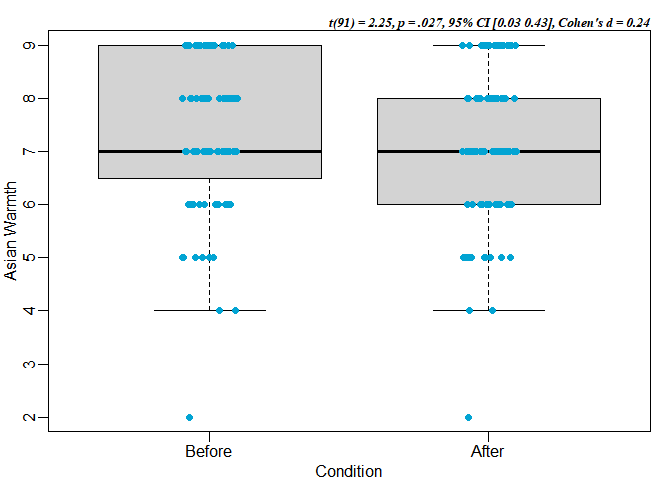 t(91) = 2.25, p = .027, 95% CI [0.03 0.43], Cohen's d = 0.24
9
8
7
6
5
4
3
2
Asian Warmth
Before After
Condition